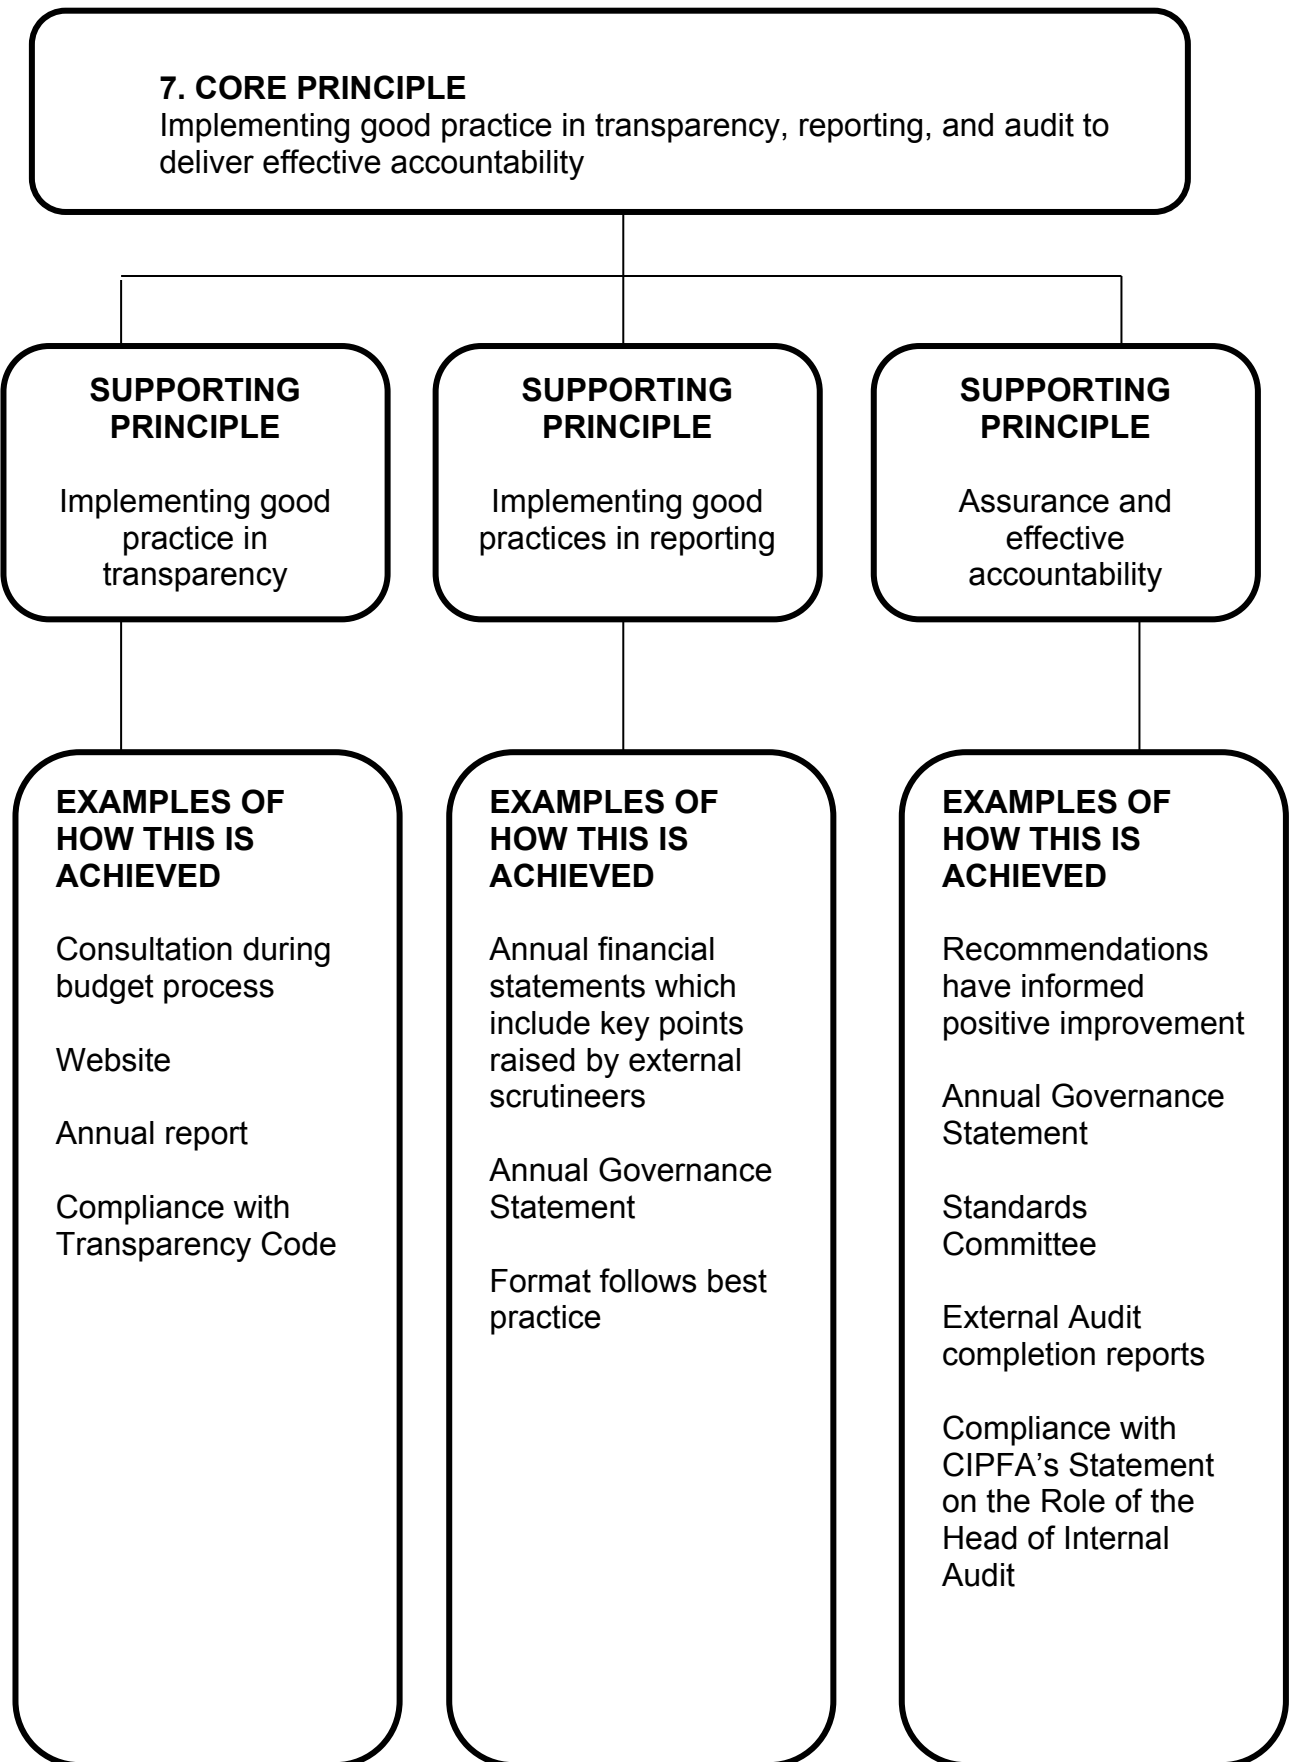 7. CORE PRINCIPLE
Implementing good practice in transparency, reporting, and audit to
deliver effective accountability
SUPPORTING
PRINCIPLE
Implementing good
practice in
transparency
SUPPORTING
PRINCIPLE
Implementing good
practices in reporting
SUPPORTING
PRINCIPLE
Assurance and
effective
accountability
EXAMPLES OF
HOW THIS IS
ACHIEVED
Consultation during
budget process
Website
Annual report
Compliance with
Transparency Code
EXAMPLES OF
HOW THIS IS
ACHIEVED
Annual financial
statements which
include key points
raised by external
scrutineers
Annual Governance
Statement
Format follows best
practice
EXAMPLES OF
HOW THIS IS
ACHIEVED
Recommendations
have informed
positive improvement
Annual Governance
Statement
Standards
Committee
External Audit
completion reports
Compliance with
CIPFA’s Statement
on the Role of the
Head of Internal
Audit